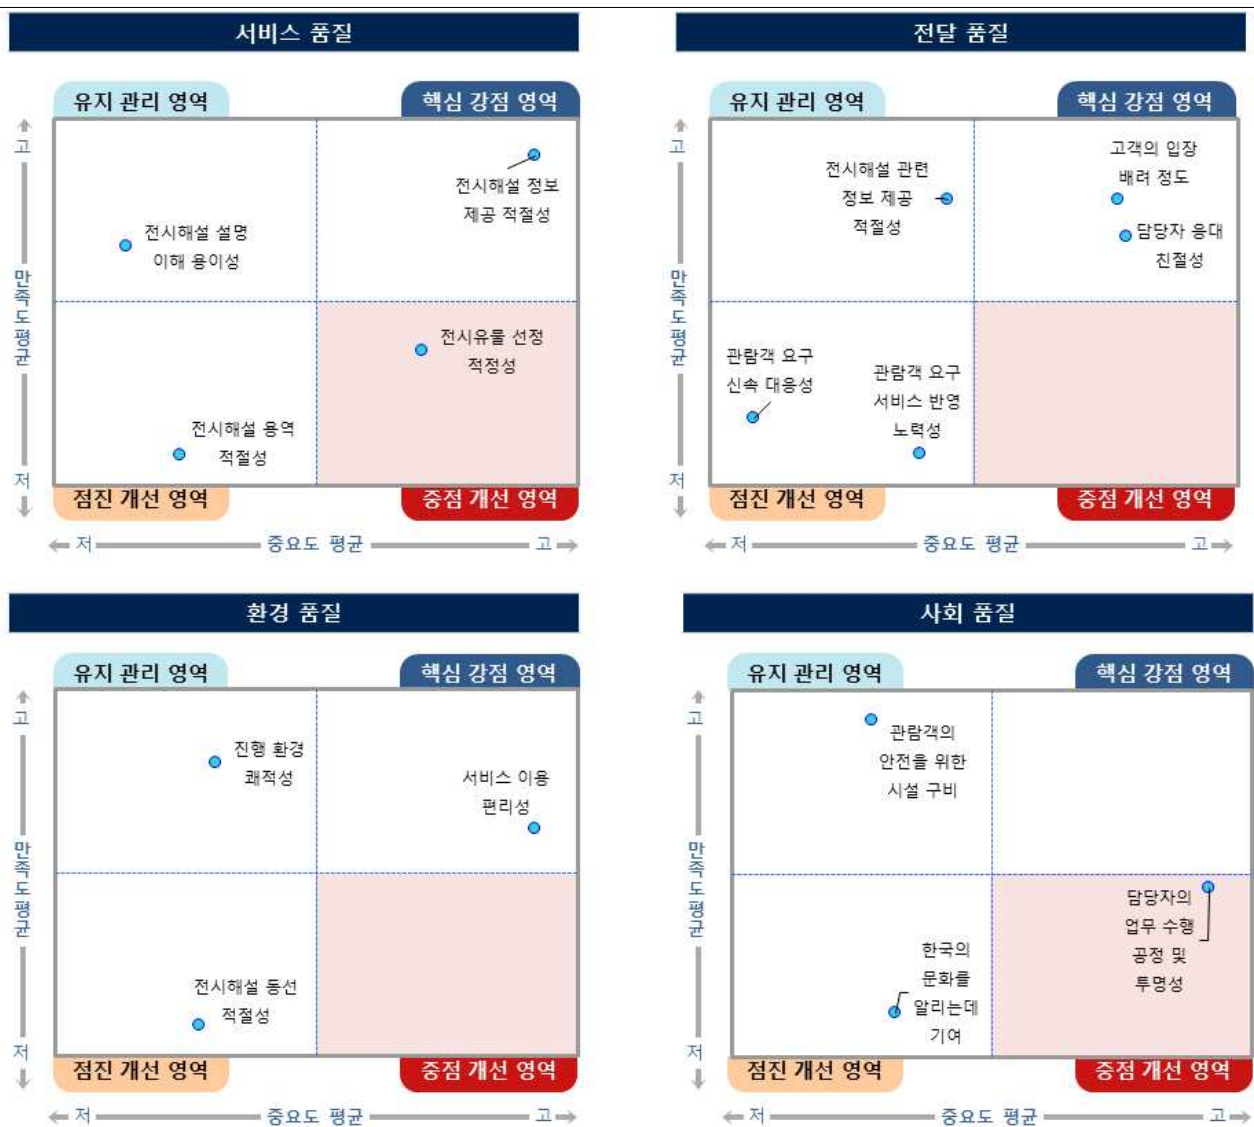 서비스 품질
유지 관리 영역
핵심 강점 영역
고
만족도평균
저
전시해설 정보
제공 적절성
전시해설 설명
이해 용이성
전시유물 선정
적정성
전시해설 용역
적절성
점진 개선 영역
중점 개선 영역
저
중요도 평균
고
전달 품질
유지 관리 영역
핵심 강점 영역
고
만족도평균
저
고객의 입장
배려 정도
전시해설 관련
정보 제공
적절성
담당자 응대
친절성
관람객 요구
신속 대응성
관람객 요구
서비스 반영
노력성
점진 개선 영역
중점 개선 영역
저
중요도 평균
고
환경 품질
유지 관리 영역
핵심 강점 영역
고
만족도평균
저
진행 환경
쾌적성
서비스 이용
편리성
전시해설 동선
적절성
점진 개선 영역
중점 개선 영역
저
중요도 평균
고
사회 품질
유지 관리 영역
핵심 강점 영역
고
만족도평균
저
관람객의
안전을 위한
시설 구비
담당자의
업무 수행
공정 및
투명성
한국의
문화를
알리는데
기여
점진 개선 영역
중점 개선 영역
저
중요도 평균
고